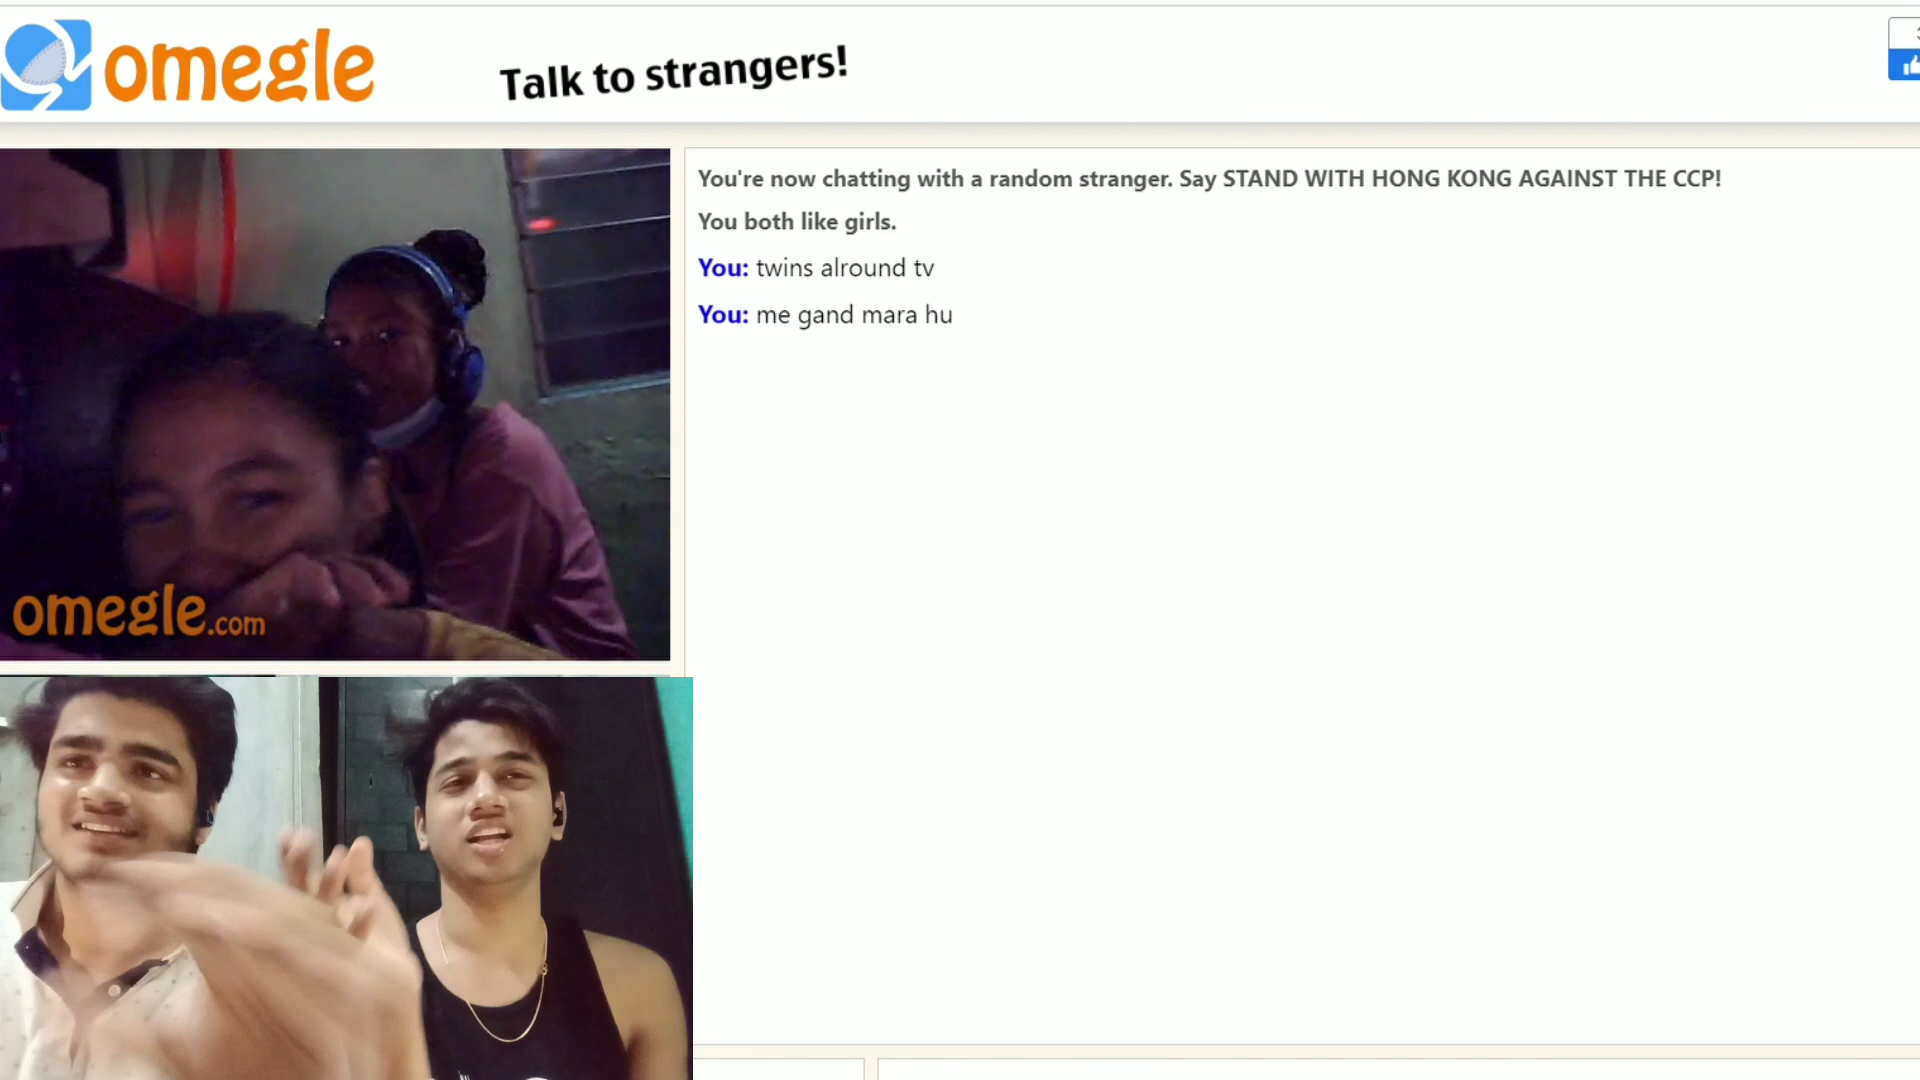 omegle
Talk to strangers!
You're now chatting with a random stranger. Say STAND WITH HONG KONG AGAINST THE CCP!
You both like girls.
You: twins alround tv
You: me gand mara hu
omegle.com